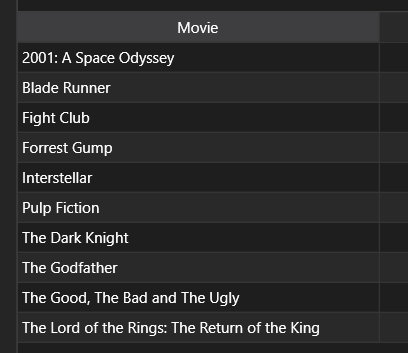 Movie
2001: A Space Odyssey
Blade Runner
Fight Club
Forrest Gump
Interstellar
Pulp Fiction
The Dark Knight
The Godfather
The Good, The Bad and The Ugly
The Lord of the Rings: The Return of the King